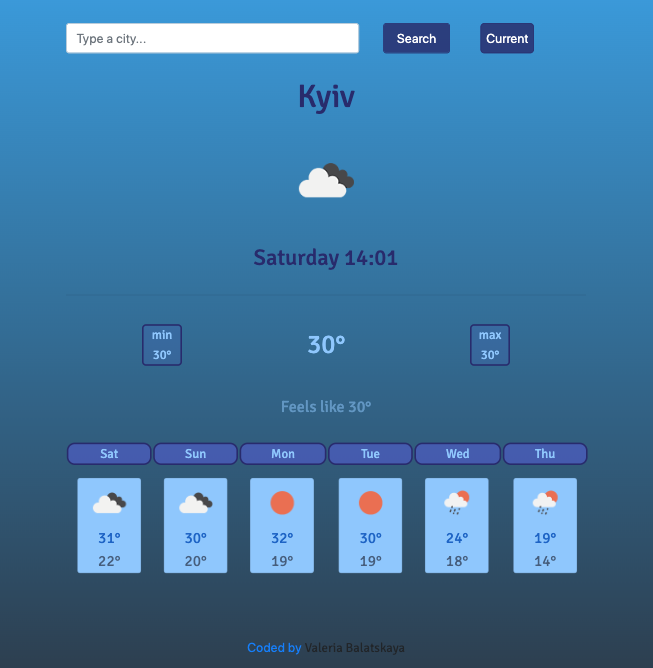 Type a city... Search Current
Kyiv
Saturday 14:01
min
30°
30°
max
30°
Feels like 30°
Sat Sun Mon Tue Wed Thu
31° 30° 32° 30° 24° 19°
22° 20° 19° 19° 18° 14°
Coded by Valeria Balatskaya